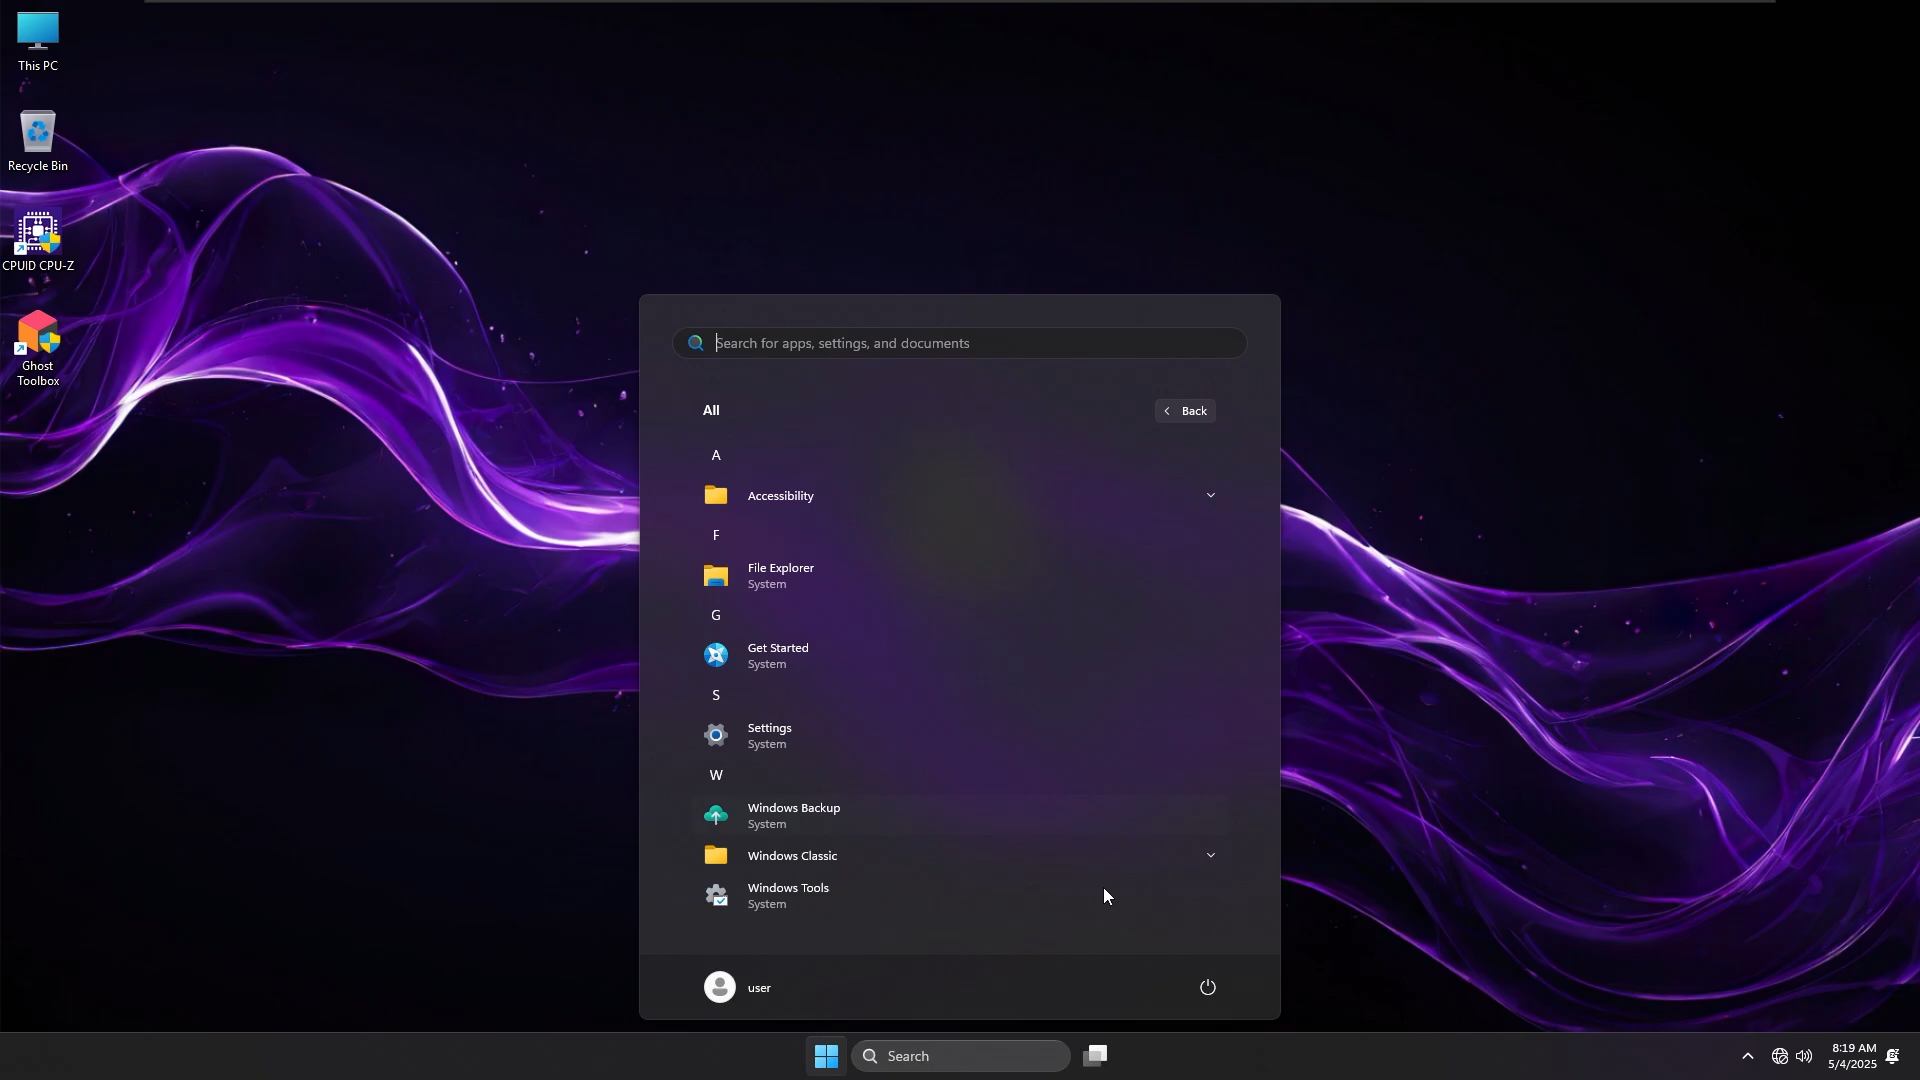 This PC
Recycle Bin
CPUID CPU-Z
Ghost
Toolbox
Search for apps, settings, and documents
All
Back
A
Accessibility
F
File Explorer
System
G
Get Started
System
S
Settings
System
W
Windows Backup
System
Windows Classic
Windows Tools
System
user
Search
8:19 AM
5/4/2025